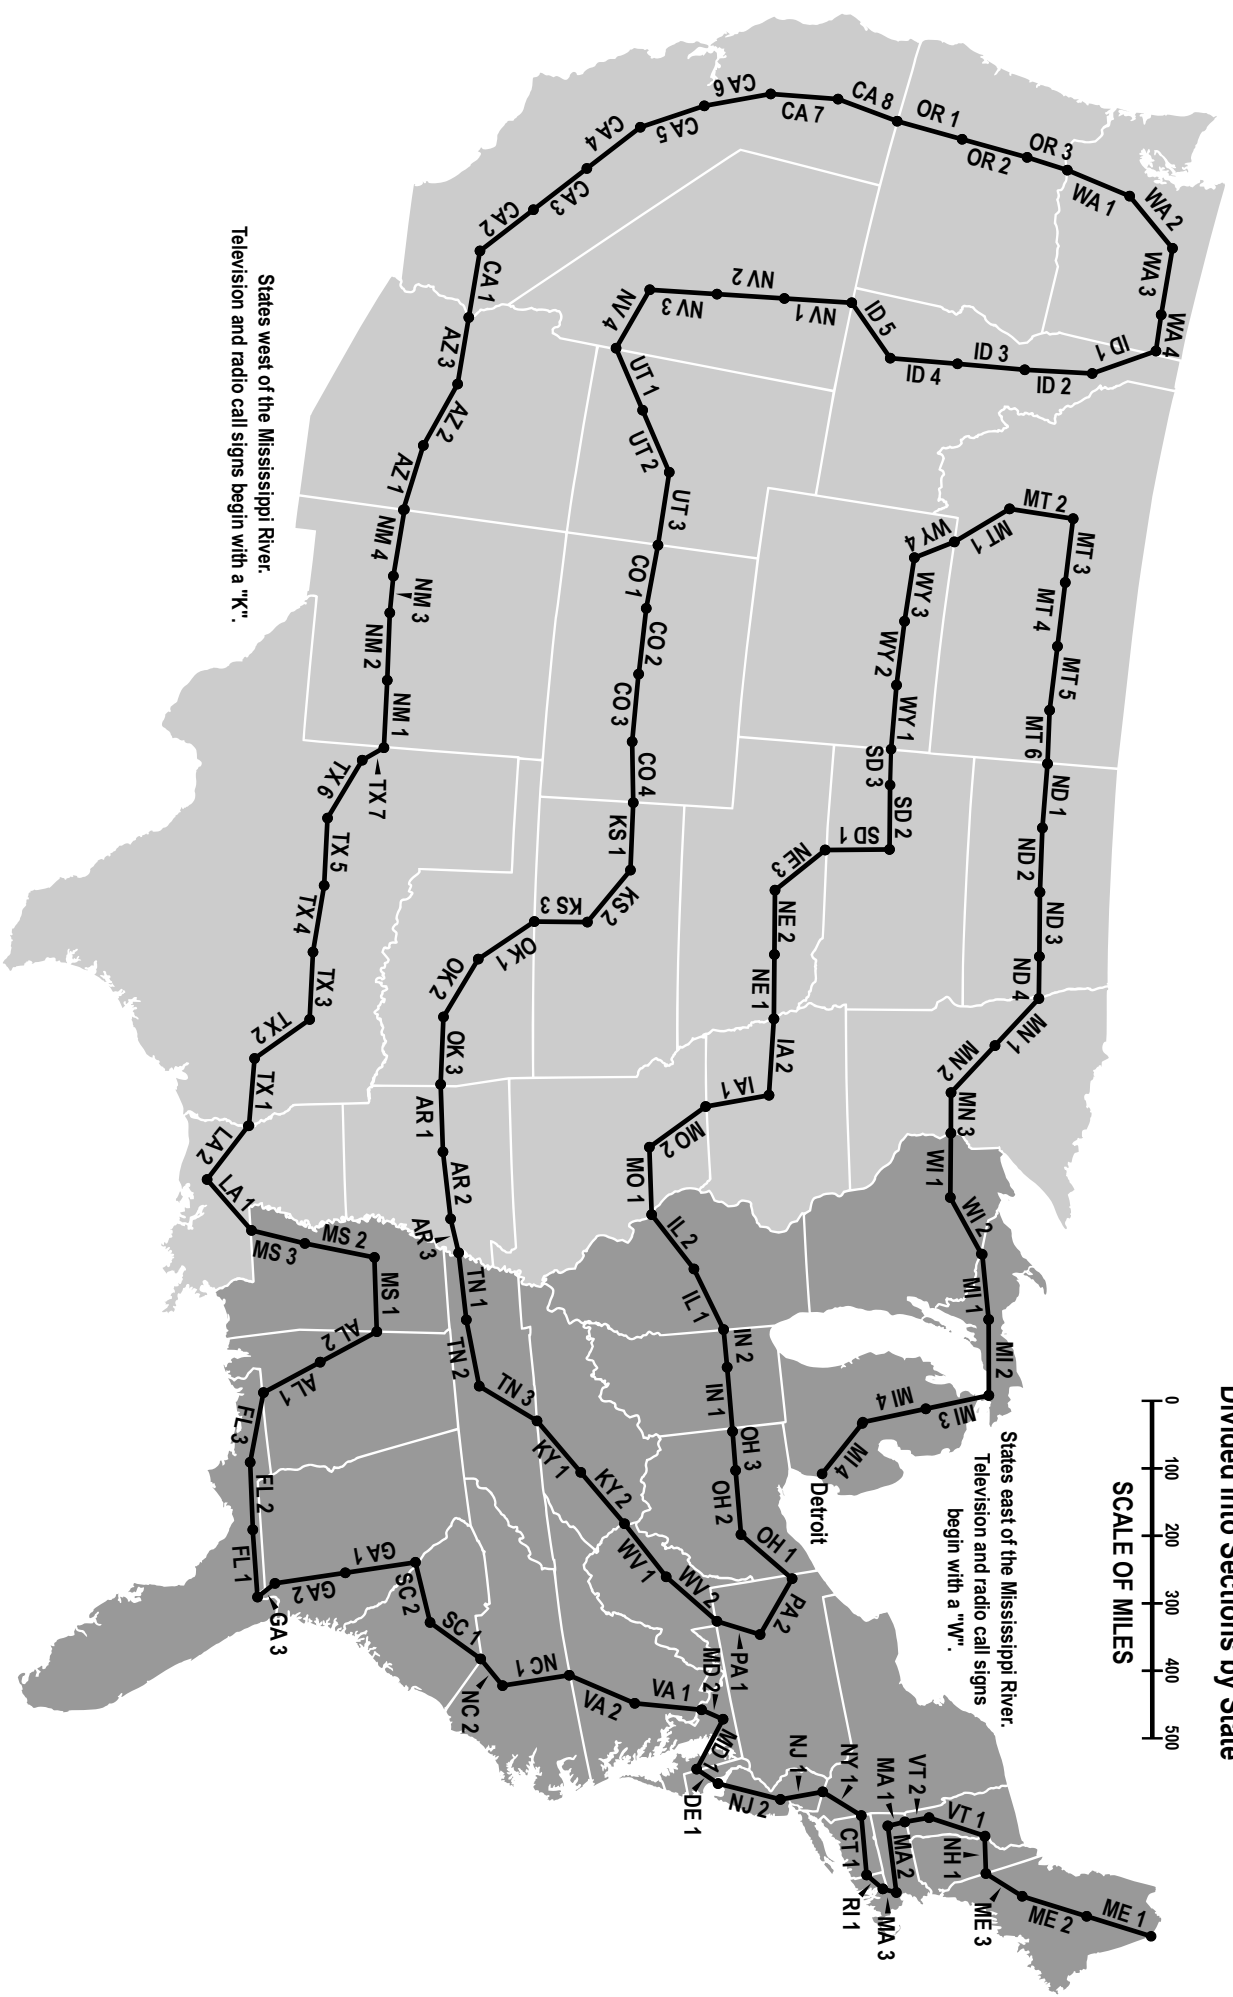 Divided into Sections by State
SCALE OF MILES
0 100 200 300 400 500
States east of the Mississippi River.
Television and radio call signs
begin with a "W".
States west of the Mississippi River.
Television and radio call signs begin with a "K".
Detroit
ME 1
ME 2
ME 3
NH 1
VT 1
VT 2
MA 1
MA 2
MA 3
RI 1
CT 1
NY 1
NJ 1
NJ 2
DE 1
MD 1
MD 2
VA 1
VA 2
NC 1
NC 2
SC 1
SC 2
GA 1
GA 2
GA 3
FL 1
FL 2
FL 3
AL 1
AL 2
MS 1
MS 2
MS 3
LA 1
LA 2
TX 1
TX 2
TX 3
TX 4
TX 5
TX 6
TX 7
NM 1
NM 2
NM 3
NM 4
AZ 1
AZ 2
AZ 3
CA 1
CA 2
CA 3
CA 4
CA 5
CA 6
CA 7
CA 8
OR 1
OR 2
OR 3
WA 1
WA 2
WA 3
WA 4
ID 1
ID 2
ID 3
ID 4
ID 5
NV 1
NV 2
NV 3
NV 4
UT 1
UT 2
UT 3
CO 1
CO 2
CO 3
CO 4
KS 1
KS 2
KS 3
OK 1
OK 2
OK 3
AR 1
AR 2
AR 3
TN 1
TN 2
TN 3
KY 1
KY 2
WV 1
WV 2
PA 1
PA 2
OH 1
OH 2
OH 3
IN 1
IN 2
IL 1
IL 2
MO 1
MO 2
IA 1
IA 2
NE 1
NE 2
NE 3
SD 1
SD 2
SD 3
WY 1
WY 2
WY 3
WY 4
MT 1
MT 2
MT 3
MT 4
MT 5
MT 6
ND 1
ND 2
ND 3
ND 4
MN 1
MN 2
MN 3
WI 1
WI 2
MI 1
MI 2
MI 3
MI 4
MI 4